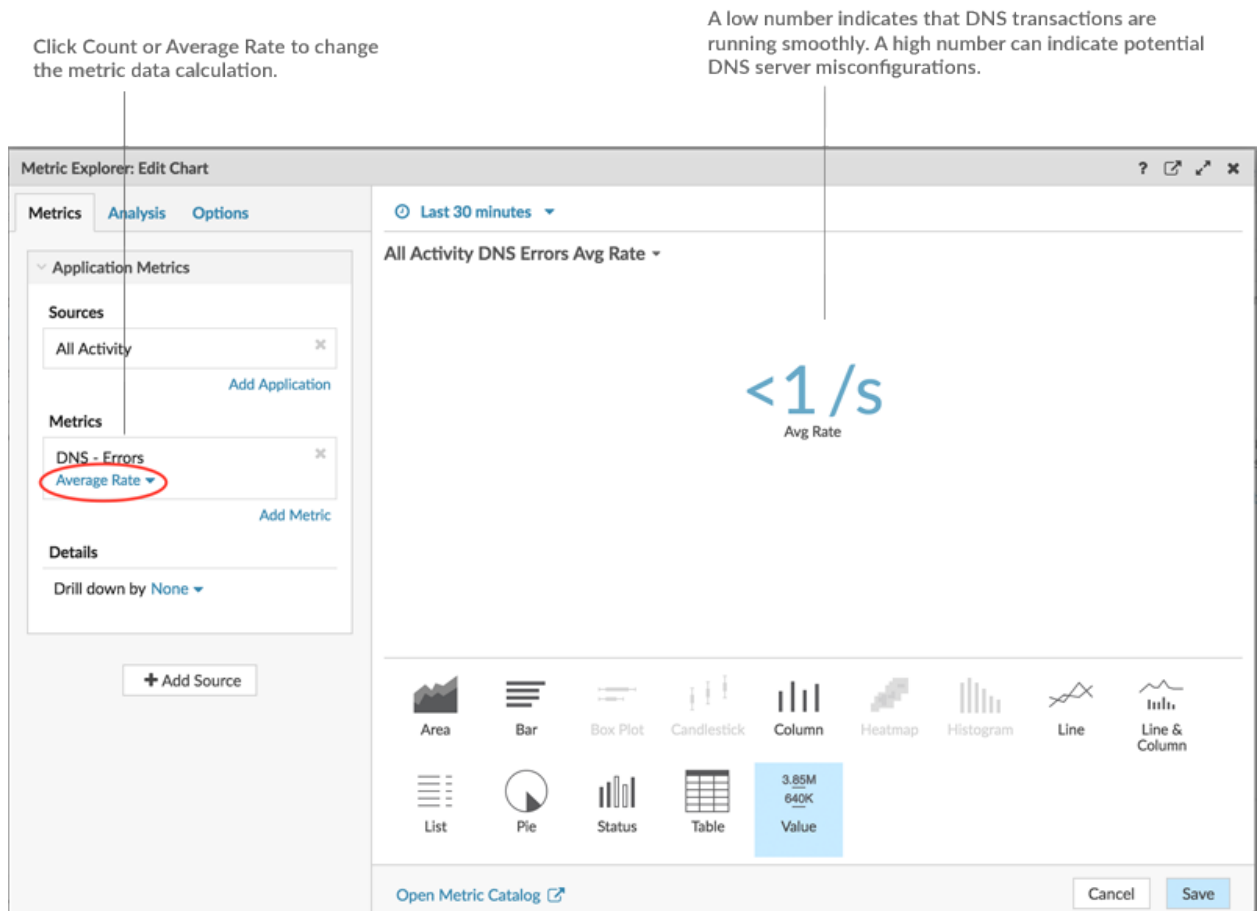 Click Count or Average Rate to change
the metric data calculation.
A low number indicates that DNS transactions are
running smoothly. A high number can indicate potential
DNS server misconfigurations.
Metric Explorer: Edit Chart
?
Metrics
Analysis
Options
Last 30 minutes
Application Metrics
All Activity DNS Errors Avg Rate
Sources
All Activity
Add Application
Metrics
DNS - Errors
Average Rate
Add Metric
Details
Drill down by None
+ Add Source
<1 /s
Avg Rate
Area
Bar
Box Plot
Candlestick
Column
Heatmap
Histogram
Line
Line &
Column
List
Pie
Status
Table
3.85M
640K
Value
Open Metric Catalog
Cancel
Save